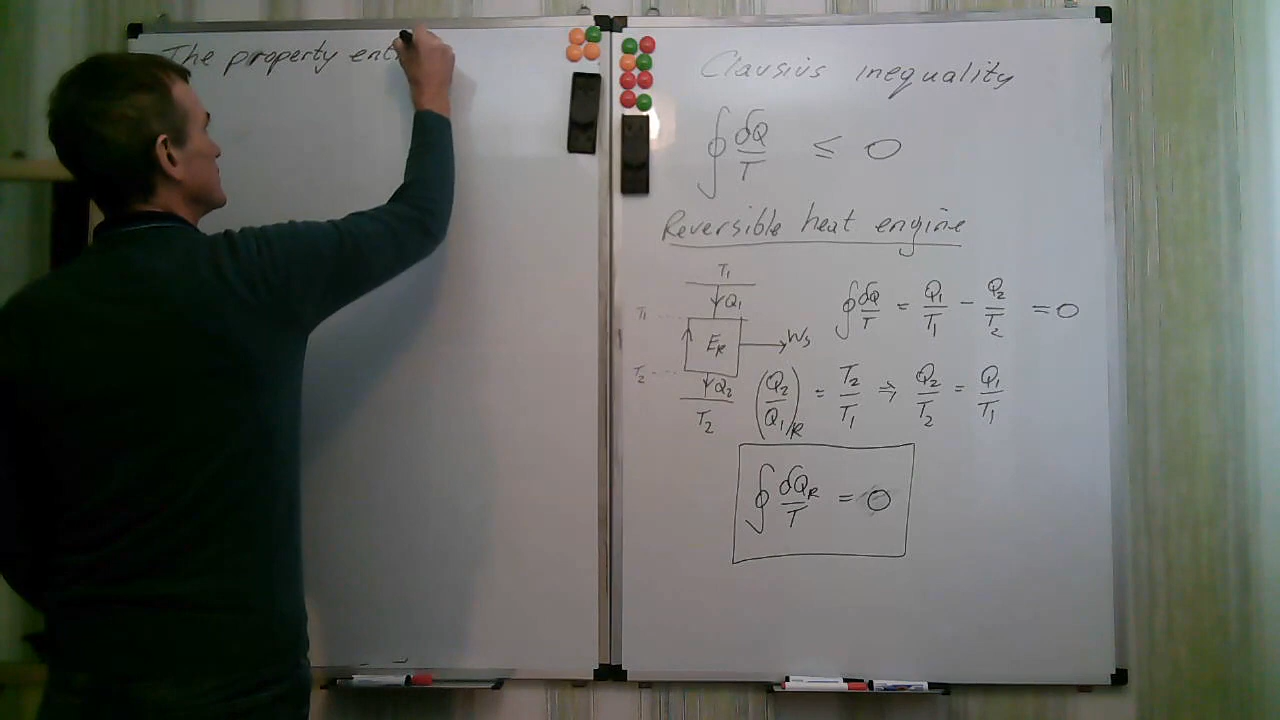 The property ent
Clausius inequality
∮ δQ/T ≤ 0
Reversible heat engine
T₁
Q₁
T₁
E_R
W_s
T₂
Q₂
T₂
∮ δQ/T = Q₁/T₁ − Q₂/T₂ = 0
(Q₂/Q₁)_R = T₂/T₁ ⇒ Q₂/T₂ = Q₁/T₁
∮ δQ_R/T = 0